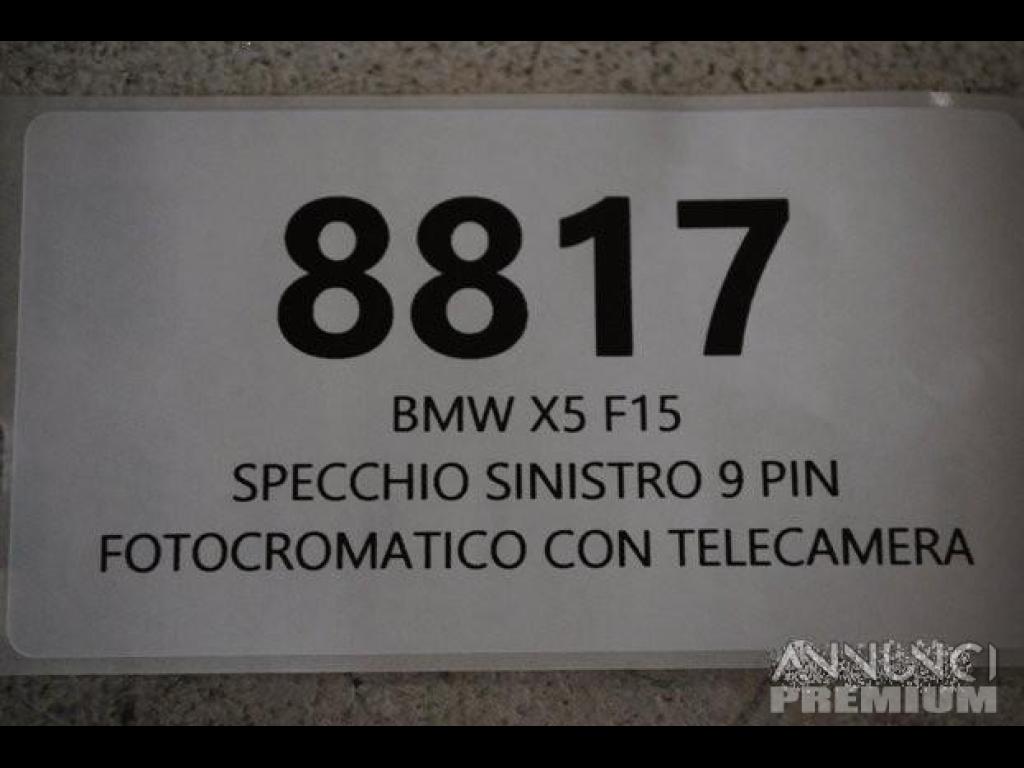 8817
BMW X5 F15
SPECCHIO SINISTRO 9 PIN
FOTOCROMATICO CON TELECAMERA
ANNUNCI
PREMIUM